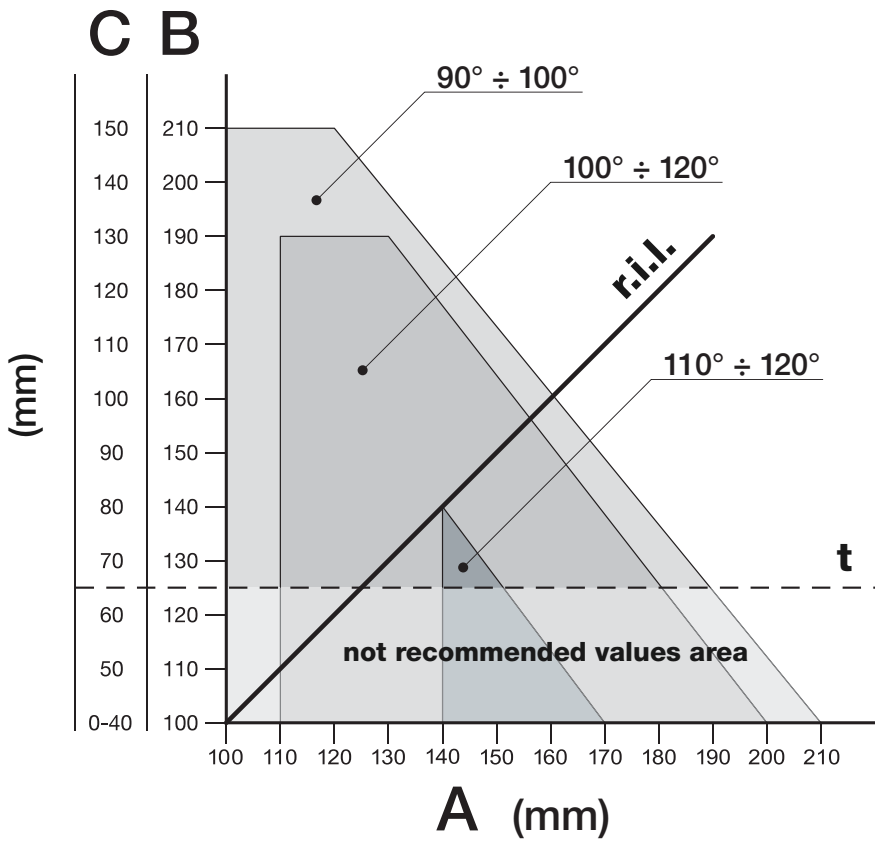 C B
90° ÷ 100°
150 210
140 200
100° ÷ 120°
130 190
r.i.l.
120 180
110 170
110° ÷ 120°
(mm)
100 160
90 150
80 140
70 130
t
60 120
not recommended values area
50 110
0-40 100
100 110 120 130 140 150 160 170 180 190 200 210
A (mm)